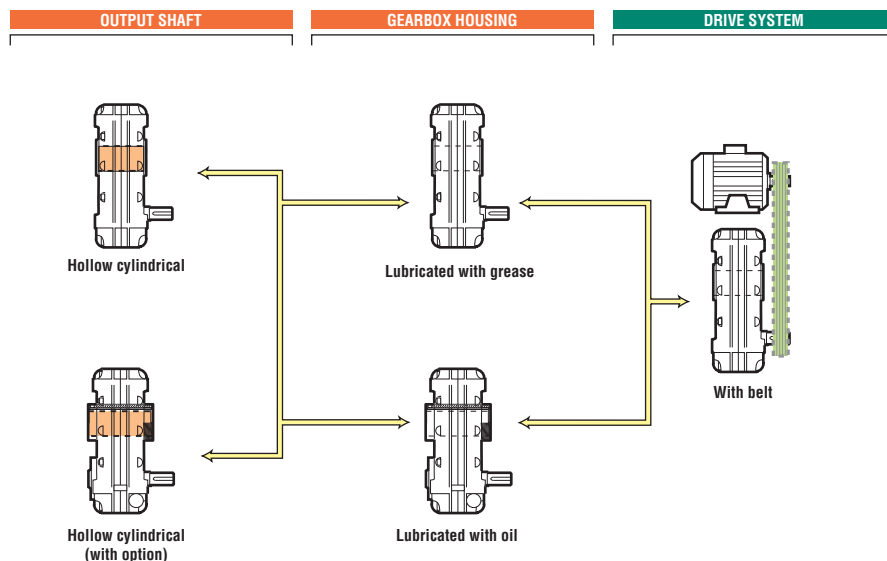 OUTPUT SHAFT
GEARBOX HOUSING
DRIVE SYSTEM
Hollow cylindrical
Lubricated with grease
With belt
Hollow cylindrical
(with option)
Lubricated with oil